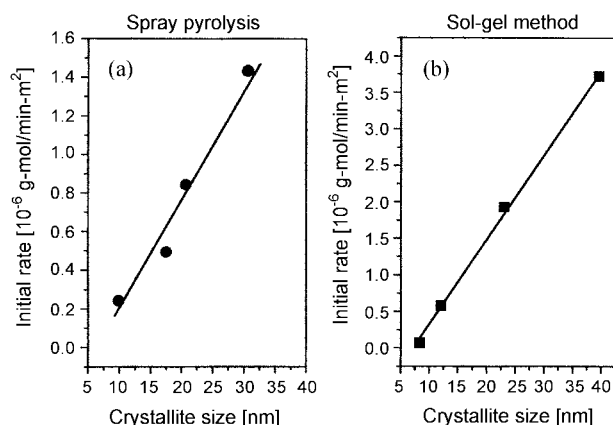 Spray pyrolysis
Sol-gel method
(a)
Initial rate [10⁻⁶ g-mol/min-m²]
1.6
1.4
1.2
1.0
0.8
0.6
0.4
0.2
0.0
5 10 15 20 25 30 35 40
Crystallite size [nm]
(b)
Initial rate [10⁻⁶ g-mol/min-m²]
4.0
3.5
3.0
2.5
2.0
1.5
1.0
0.5
0.0
5 10 15 20 25 30 35 40
Crystallite size [nm]